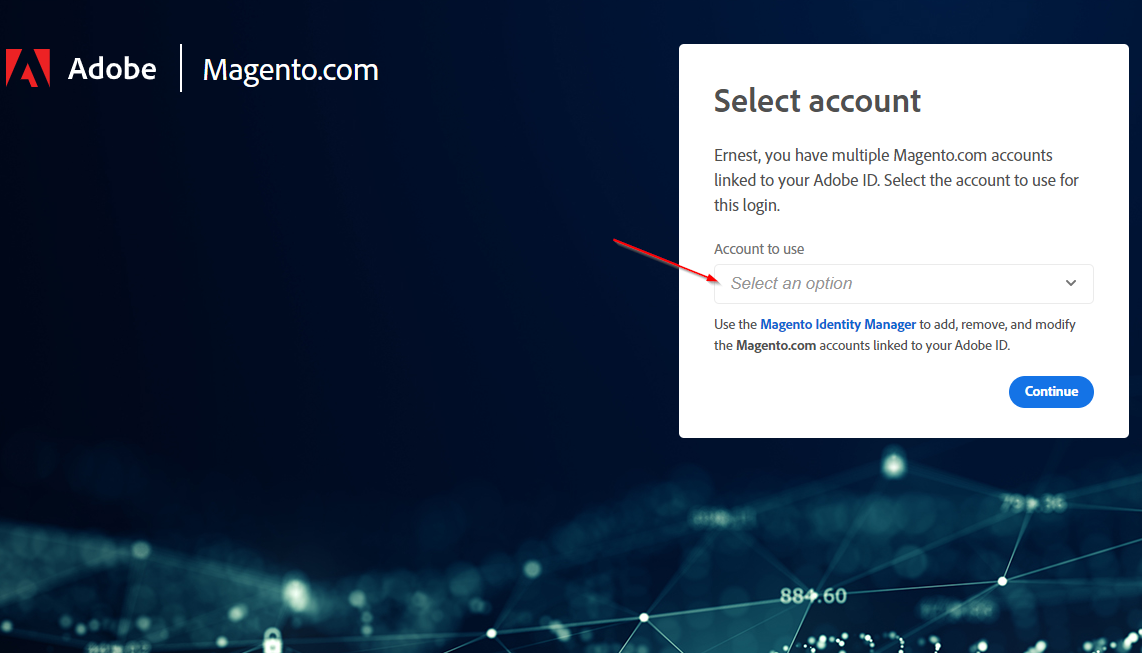 Adobe | Magento.com
Select account
Ernest, you have multiple Magento.com accounts
linked to your Adobe ID. Select the account to use for
this login.
Account to use
Select an option
Use the Magento Identity Manager to add, remove, and modify
the Magento.com accounts linked to your Adobe ID.
Continue
884.60